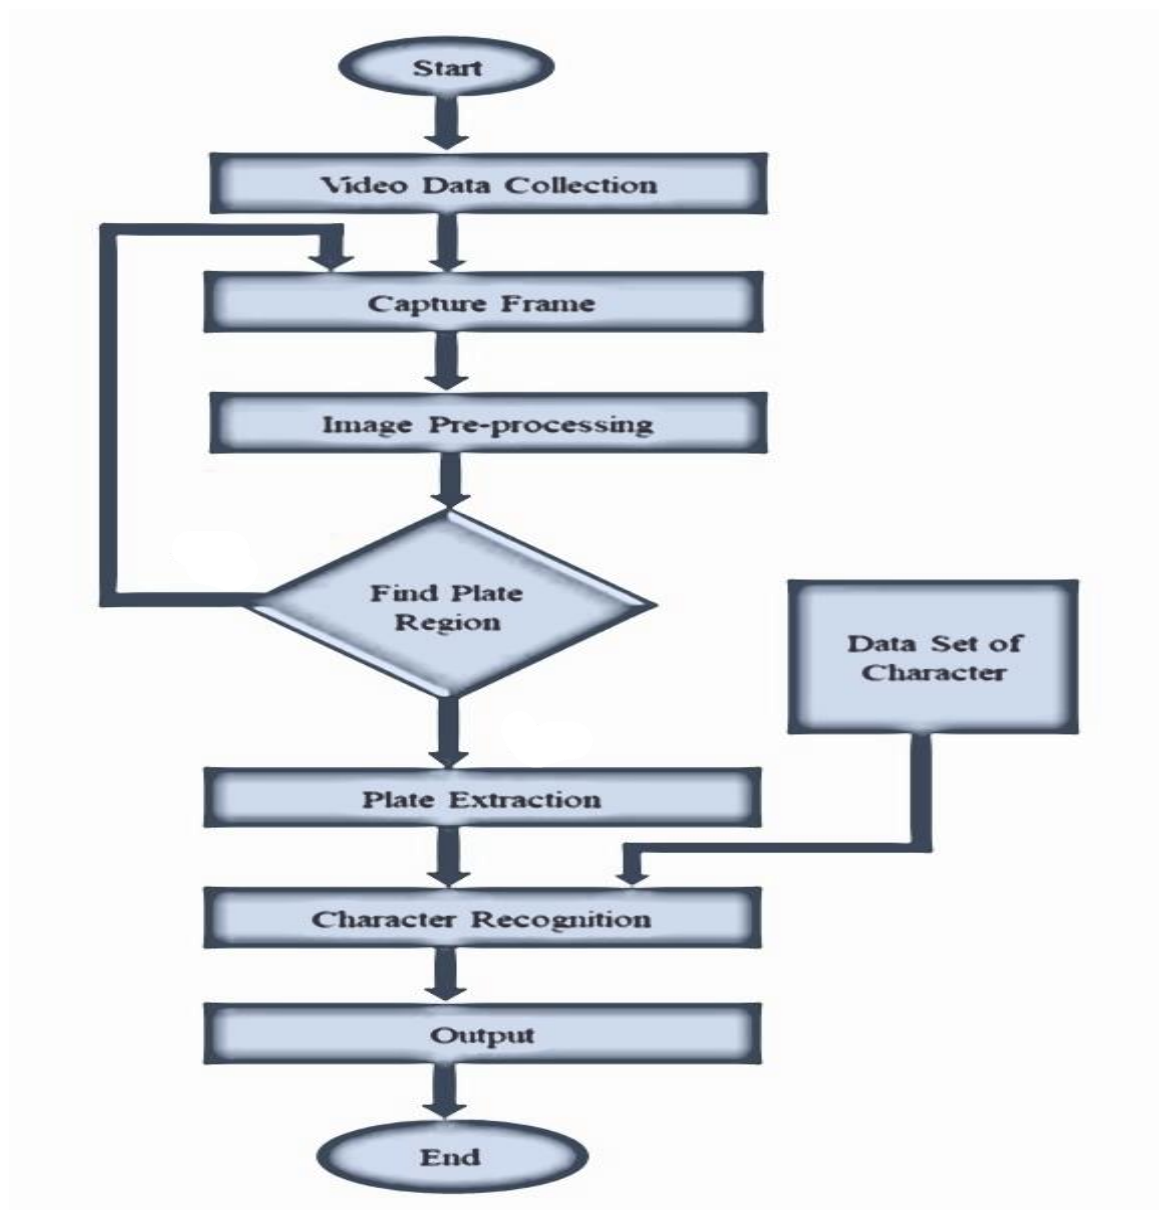 Start
Video Data Collection
Capture Frame
Image Pre-processing
Find Plate
Region
Data Set of
Character
Plate Extraction
Character Recognition
Output
End